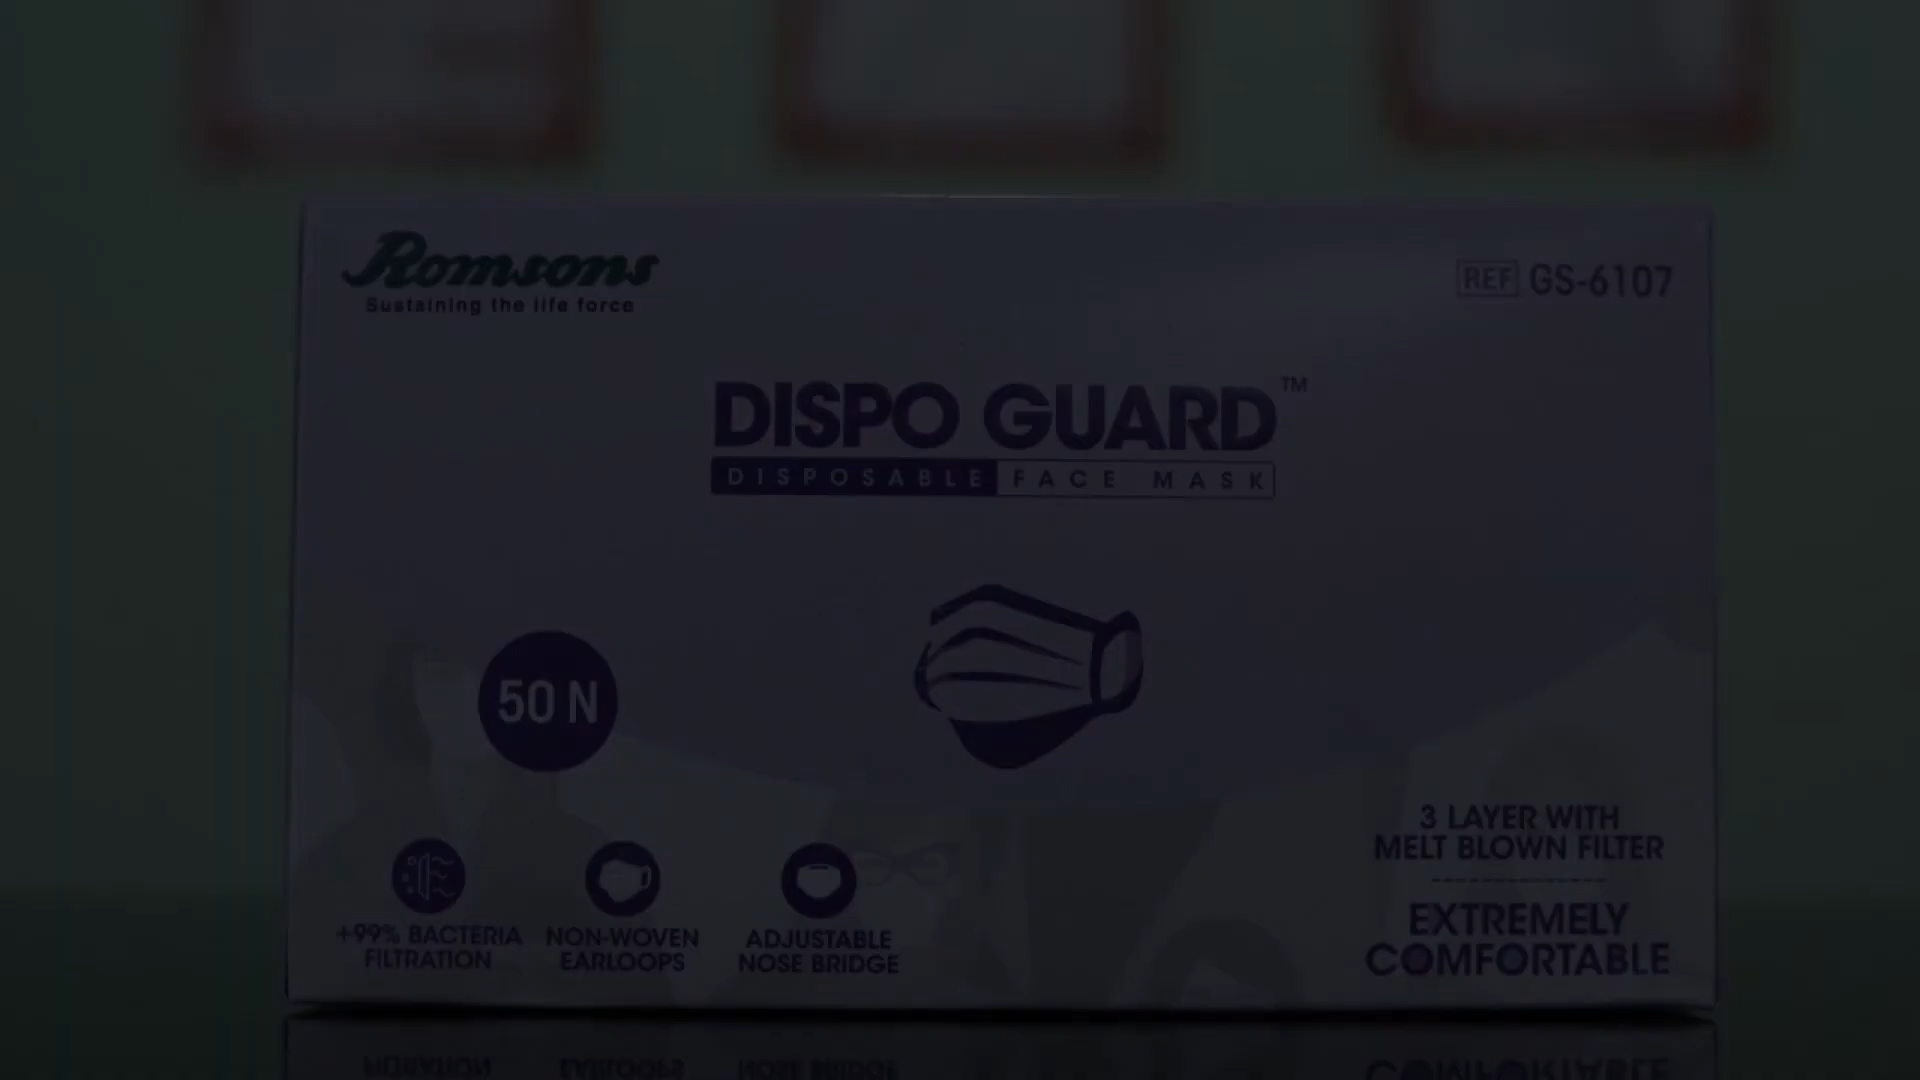 Romsons
Sustaining the life force
REF GS-6107
DISPO GUARD™
DISPOSABLE FACE MASK
50 N
+99% BACTERIA
FILTRATION
NON-WOVEN
EARLOOPS
ADJUSTABLE
NOSE BRIDGE
3 LAYER WITH
MELT BLOWN FILTER
EXTREMELY
COMFORTABLE